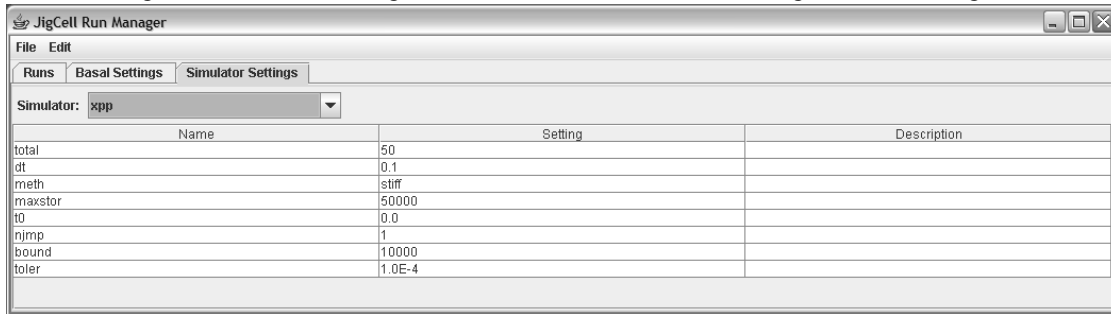 JigCell Run Manager
File Edit
Runs Basal Settings Simulator Settings
Simulator: xpp
Name Setting Description
total 50
dt 0.1
meth stiff
maxstor 50000
t0 0.0
njmp 1
bound 10000
toler 1.0E-4